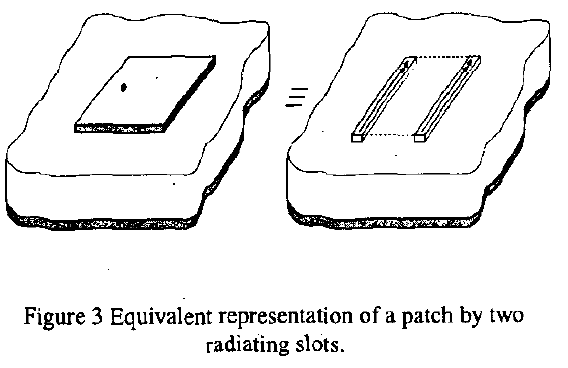 Figure 3 Equivalent representation of a patch by two
radiating slots.